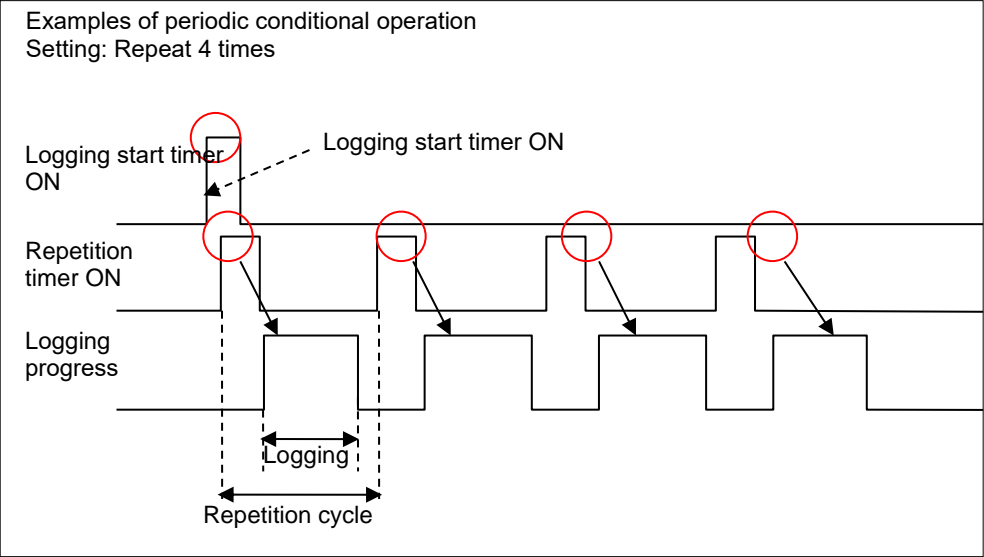 Examples of periodic conditional operation
Setting: Repeat 4 times
Logging start timer ON
Logging start timer
ON
Repetition
timer ON
Logging
progress
Logging
Repetition cycle